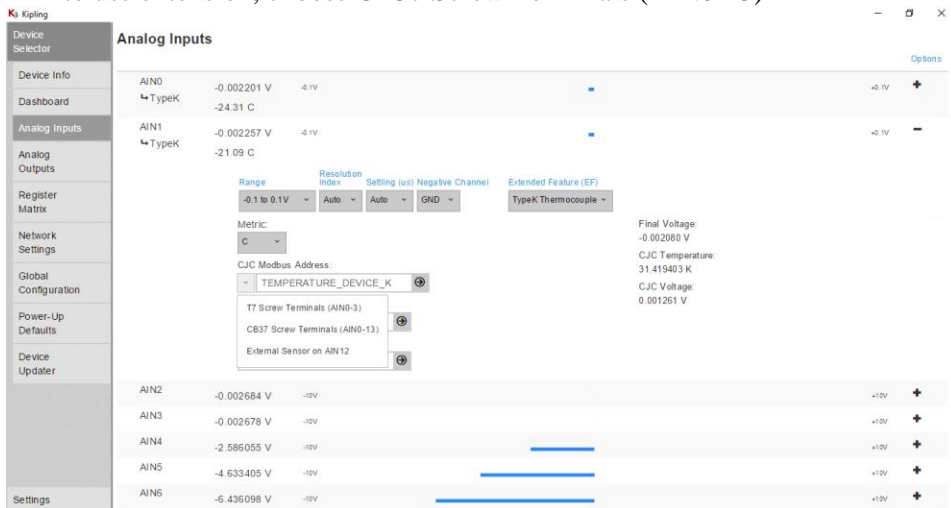 Kipling
Device Selector
Analog Inputs
Options
Device Info
Dashboard
Analog Inputs
Analog Outputs
Register Matrix
Network Settings
Global Configuration
Power-Up Defaults
Device Updater
Settings
AIN0 -0.002201 V -0.1V +0.1V +
TypeK -24.31 C
AIN1 -0.002257 V -0.1V +0.1V −
TypeK -21.09 C
Range Resolution Index Settling (us) Negative Channel Extended Feature (EF)
-0.1 to 0.1V Auto Auto GND TypeK Thermocouple
Metric:
C
CJC Modbus Address:
TEMPERATURE_DEVICE_K
T7 Screw Terminals (AIN0-3)
CB37 Screw Terminals (AIN0-13)
External Sensor on AIN12
Final Voltage:
-0.002080 V
CJC Temperature:
31.419403 K
CJC Voltage:
0.001261 V
AIN2 -0.002684 V -10V +10V +
AIN3 -0.002678 V -10V +10V +
AIN4 -2.586055 V -10V +10V +
AIN5 -4.633405 V -10V +10V +
AIN6 -6.436098 V -10V +10V +